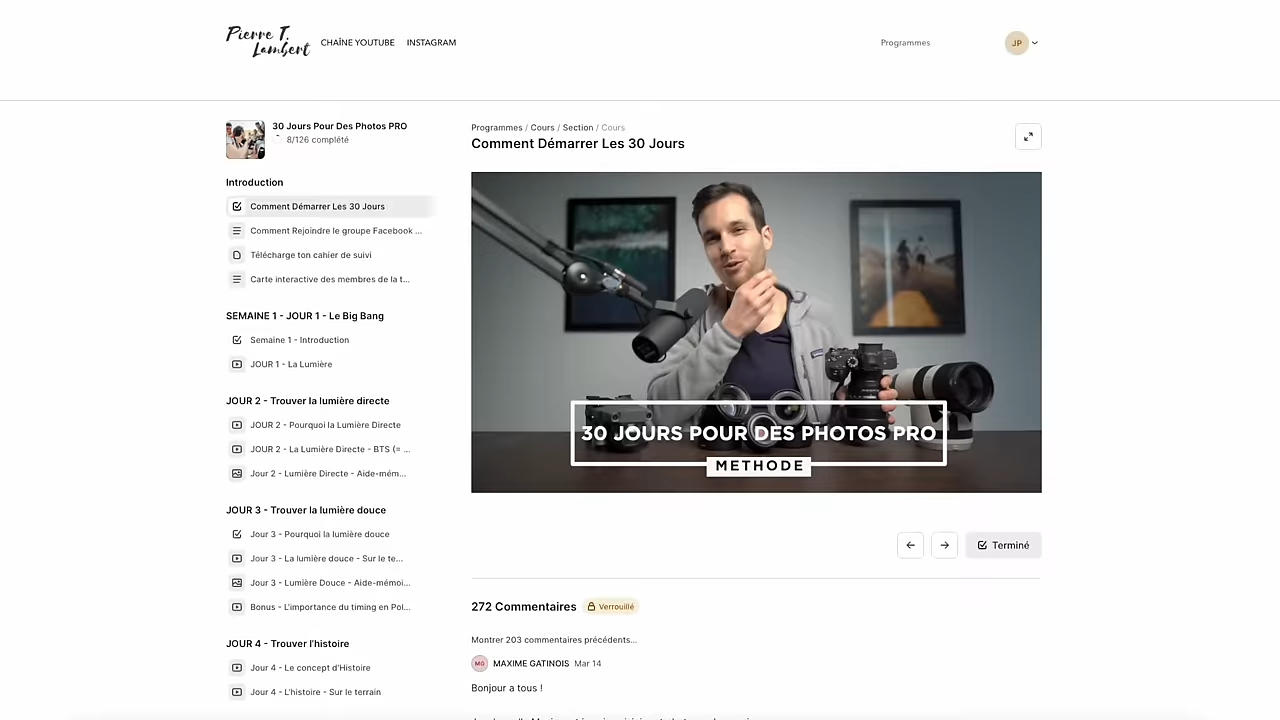 Pierre T.
Lambert
CHAÎNE YOUTUBE
INSTAGRAM
Programmes
JP
30 Jours Pour Des Photos PRO
8/126 complété
Introduction
Comment Démarrer Les 30 Jours
Comment Rejoindre le groupe Facebook ...
Télécharge ton cahier de suivi
Carte interactive des membres de la t...
SEMAINE 1 - JOUR 1 - Le Big Bang
Semaine 1 - Introduction
JOUR 1 - La Lumière
JOUR 2 - Trouver la lumière directe
JOUR 2 - Pourquoi la Lumière Directe
JOUR 2 - La Lumière Directe - BTS (= ...
Jour 2 - Lumière Directe - Aide-mém...
JOUR 3 - Trouver la lumière douce
Jour 3 - Pourquoi la lumière douce
Jour 3 - La lumière douce - Sur le te...
Jour 3 - Lumière Douce - Aide-mémoi...
Bonus - L'importance du timing en Pol...
JOUR 4 - Trouver l'histoire
Jour 4 - Le concept d'Histoire
Jour 4 - L'histoire - Sur le terrain
Programmes / Cours / Section / Cours
Comment Démarrer Les 30 Jours
30 JOURS POUR DES PHOTOS PRO
METHODE
Terminé
272 Commentaires
Verrouillé
Montrer 203 commentaires précédents...
MG
MAXIME GATINOIS Mar 14
Bonjour a tous !